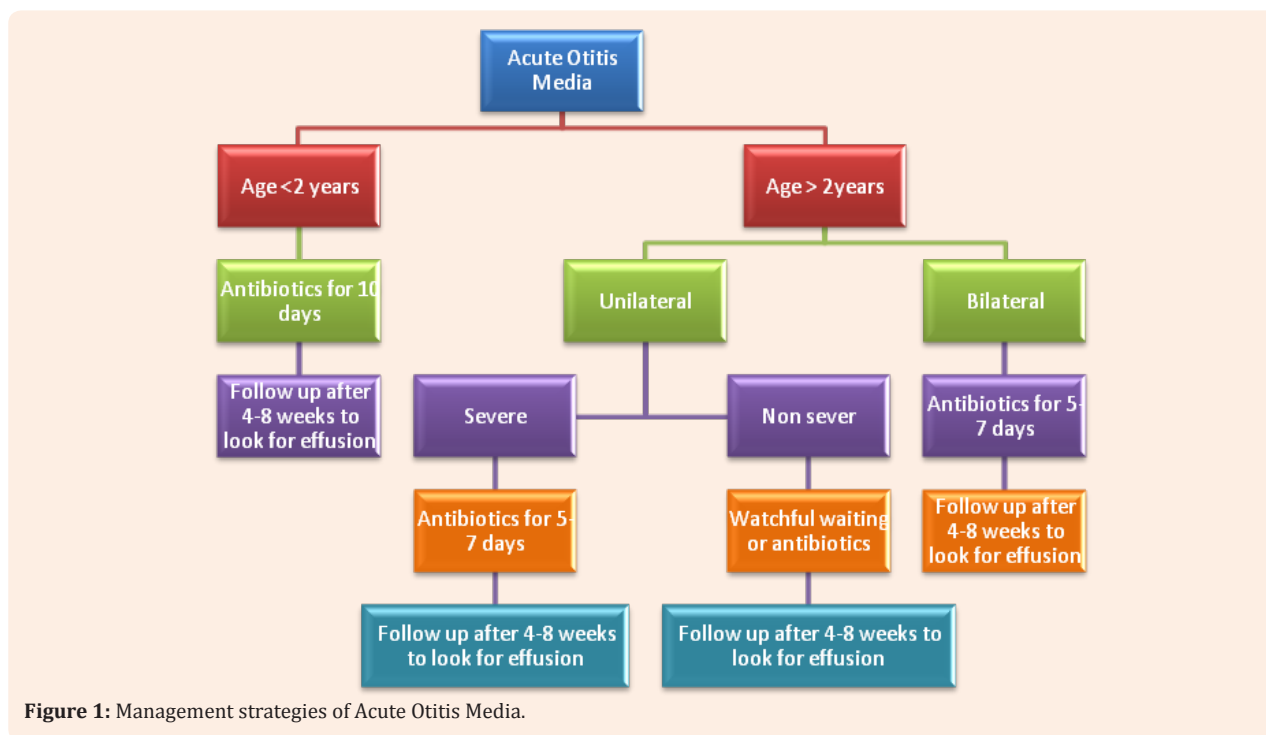 Acute Otitis
Media
Age <2 years
Age > 2years
Antibiotics for 10
days
Unilateral
Bilateral
Follow up after
4-8 weeks to
look for effusion
Severe
Non sever
Antibiotics for 5-
7 days
Antibiotics for 5-
7 days
Watchful waiting
or antibiotics
Follow up after
4-8 weeks to
look for effusion
Follow up after 4-8 weeks
to look for effusion
Follow up after 4-8 weeks to
look for effusion
Figure 1: Management strategies of Acute Otitis Media.